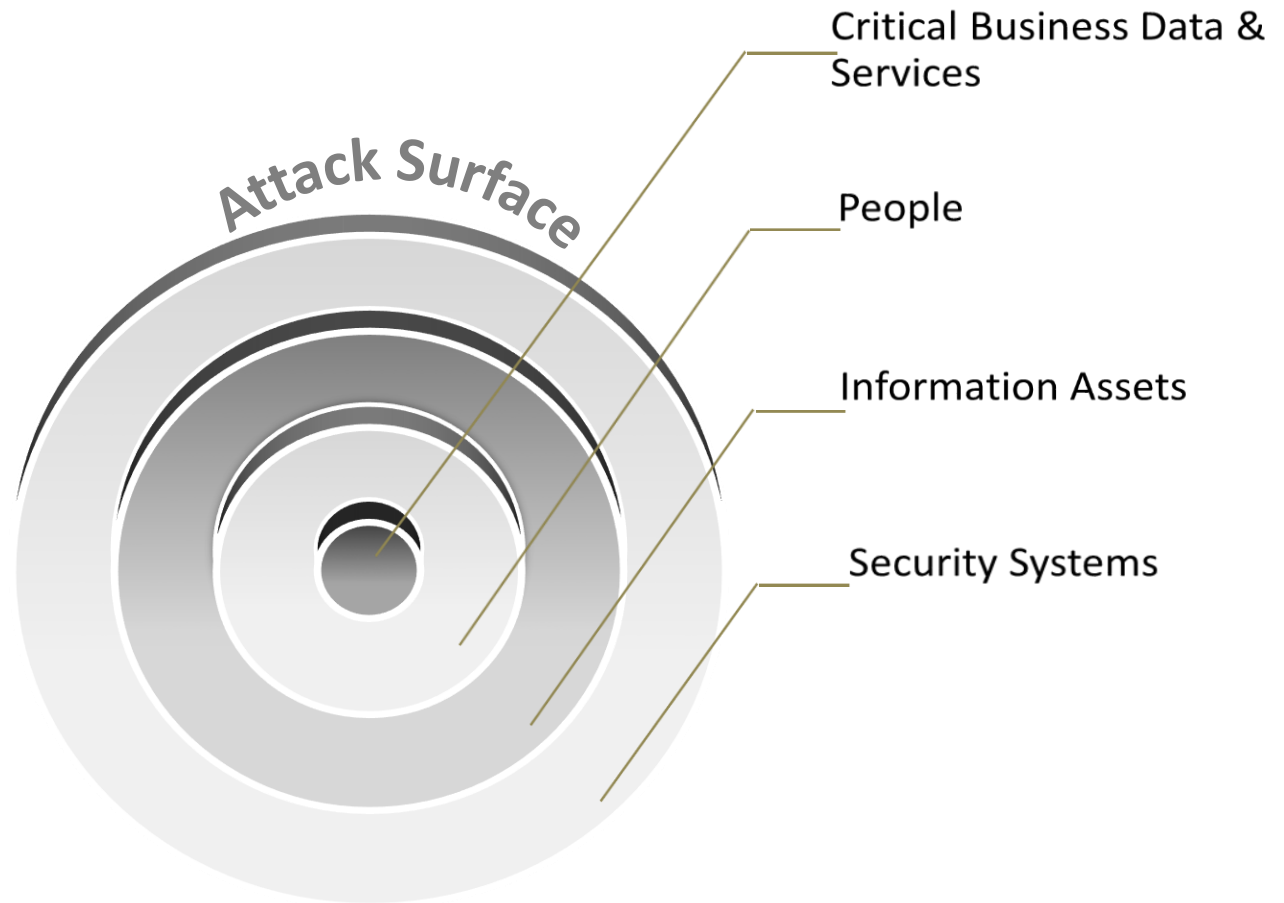 Critical Business Data &
Services
Attack Surface
People
Information Assets
Security Systems